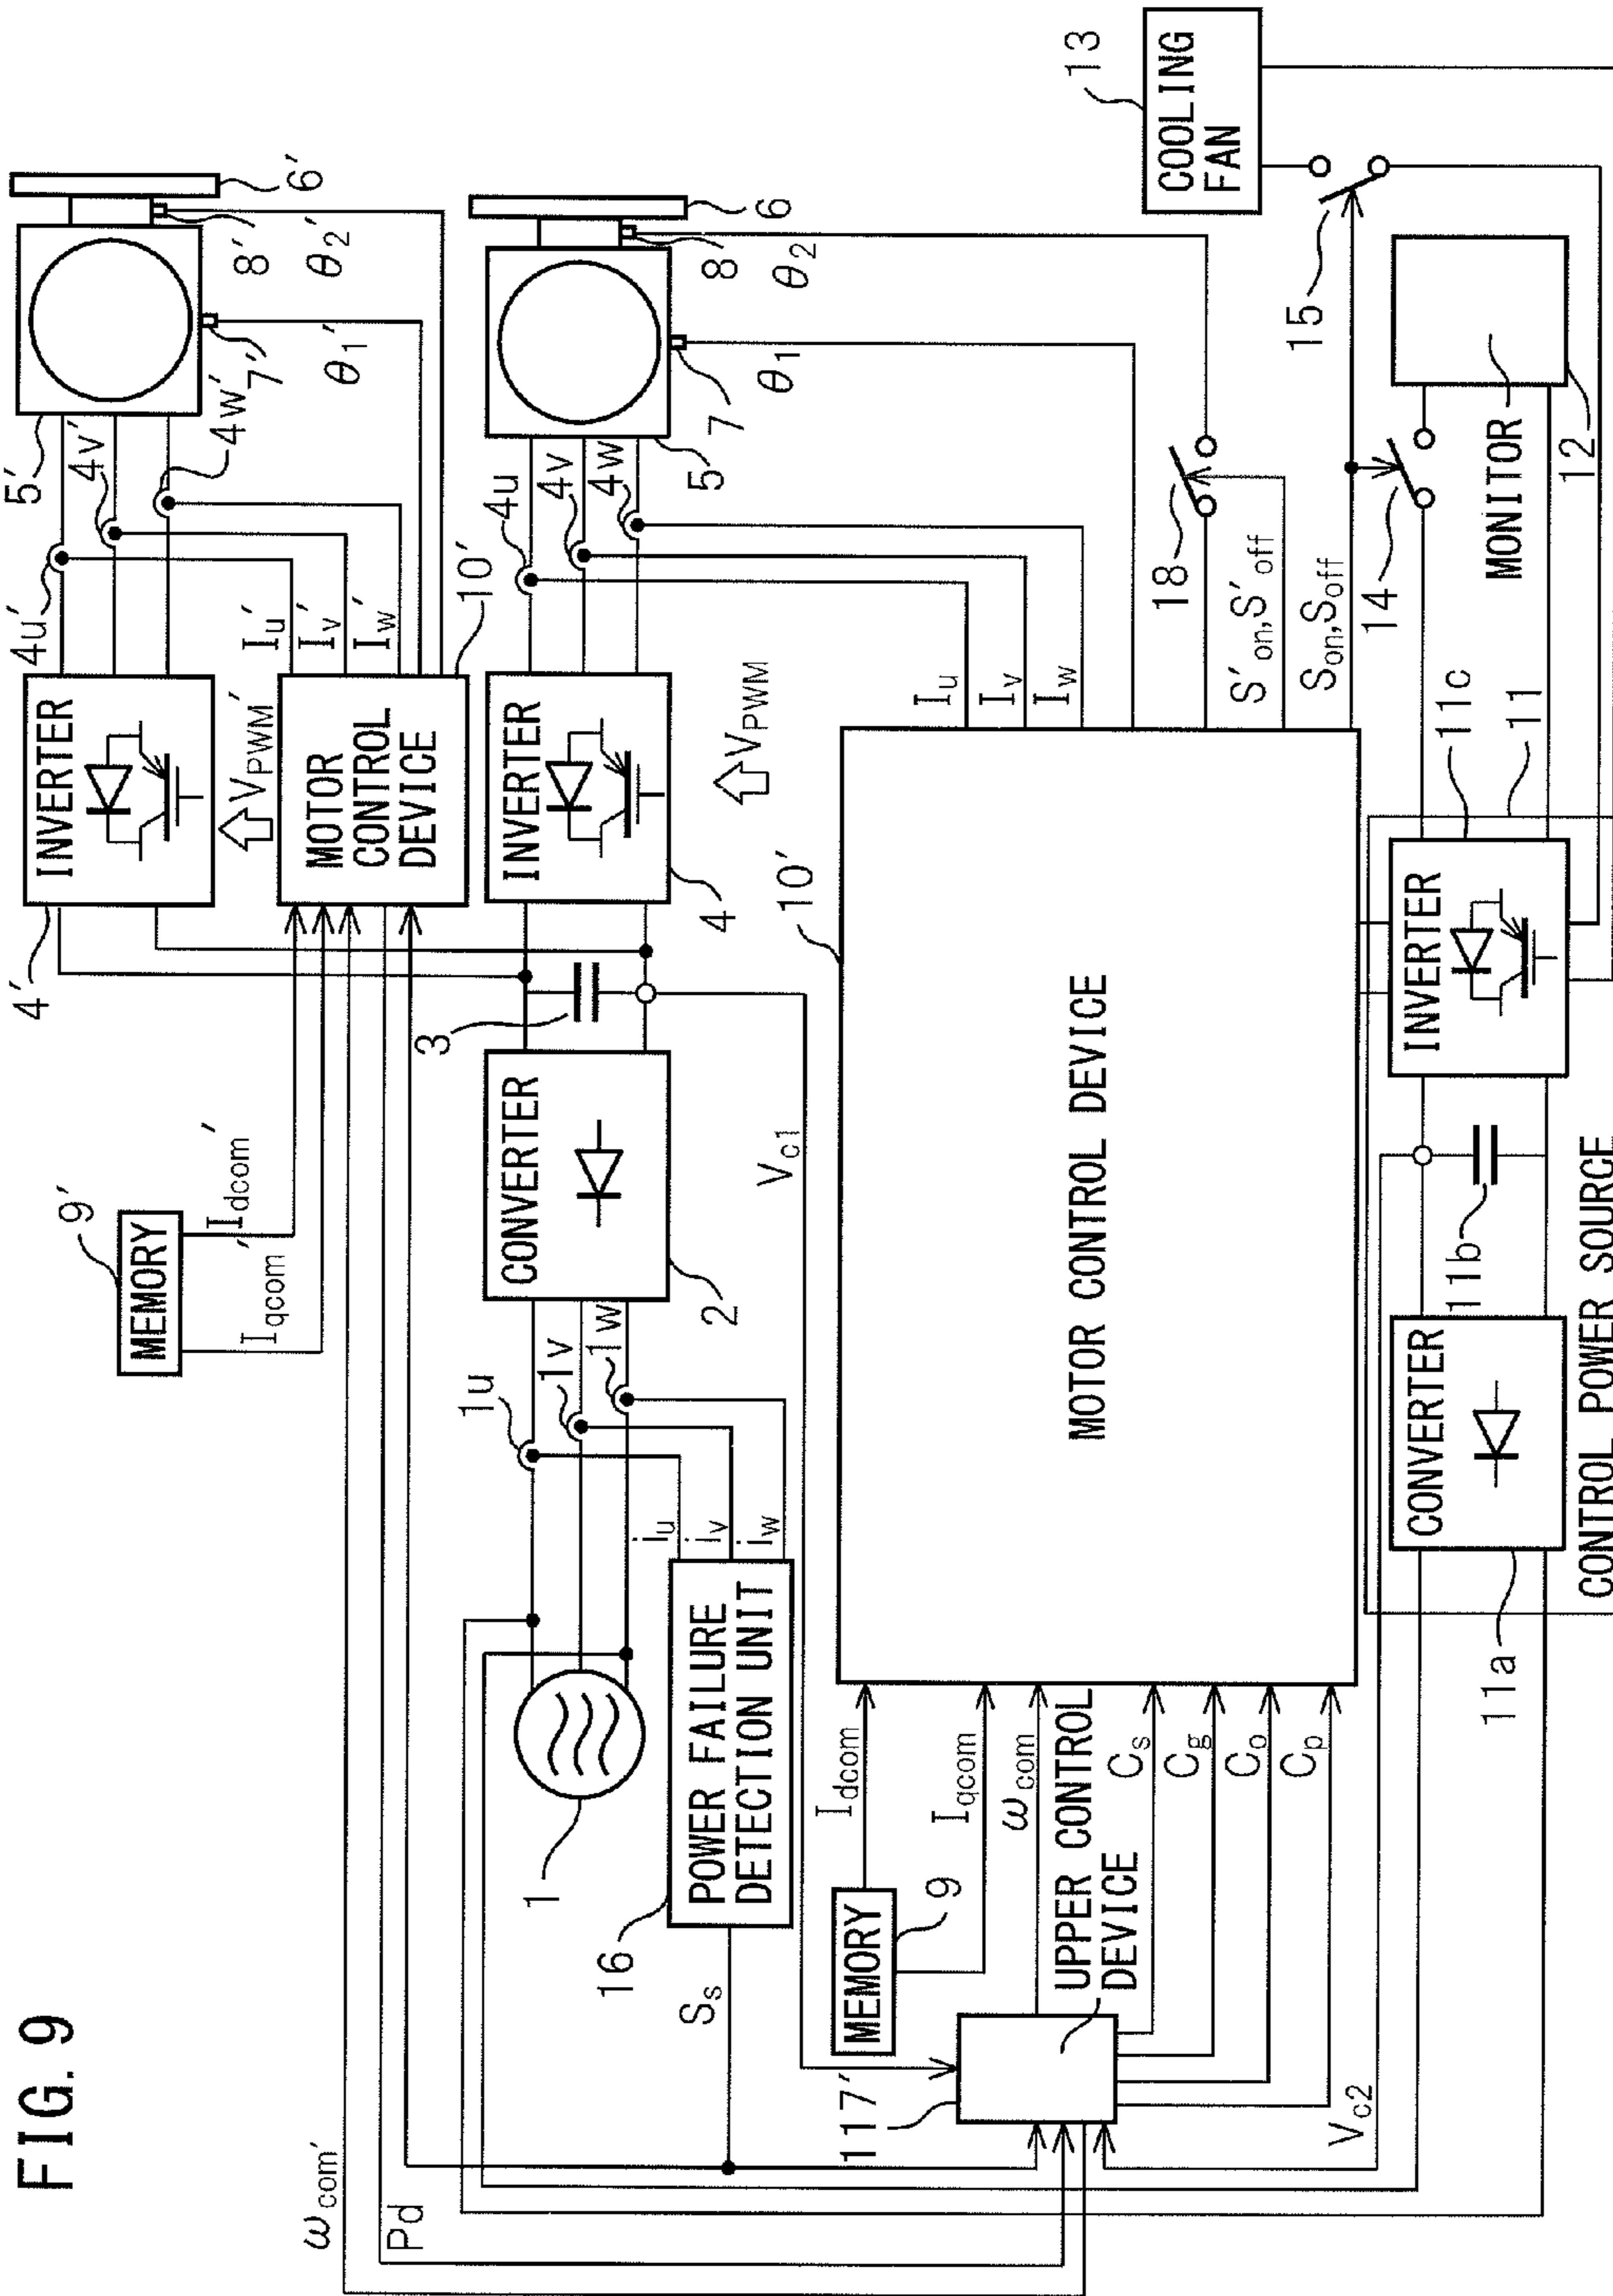 FIG. 9
5′
6′
4u′
4v′
4w′
7′
8′
θ1′
θ2′
INVERTER
4′
VPWM′
Iu′
Iv′
Iw′
10′
MOTOR
CONTROL
DEVICE
9′
MEMORY
Idcom′
Iqcom′
ωcom′
Pd
1
1u
1v
1w
iu
iv
iw
CONVERTER
2
3
INVERTER
4
VPWM
4u
4v
4w
5
6
7
8
θ1
θ2
16
POWER FAILURE
DETECTION UNIT
Ss
Vc1
10′
MOTOR CONTROL DEVICE
Iu
Iv
Iw
18
S′on,S′off
Son,Soff
MEMORY
9
Idcom
Iqcom
ωcom
Cs
Cg
Co
Cp
UPPER CONTROL
DEVICE
117′
Vc2
13
COOLING
FAN
15
14
MONITOR
12
11
11c
INVERTER
11b
CONVERTER
11a
CONTROL POWER SOURCE